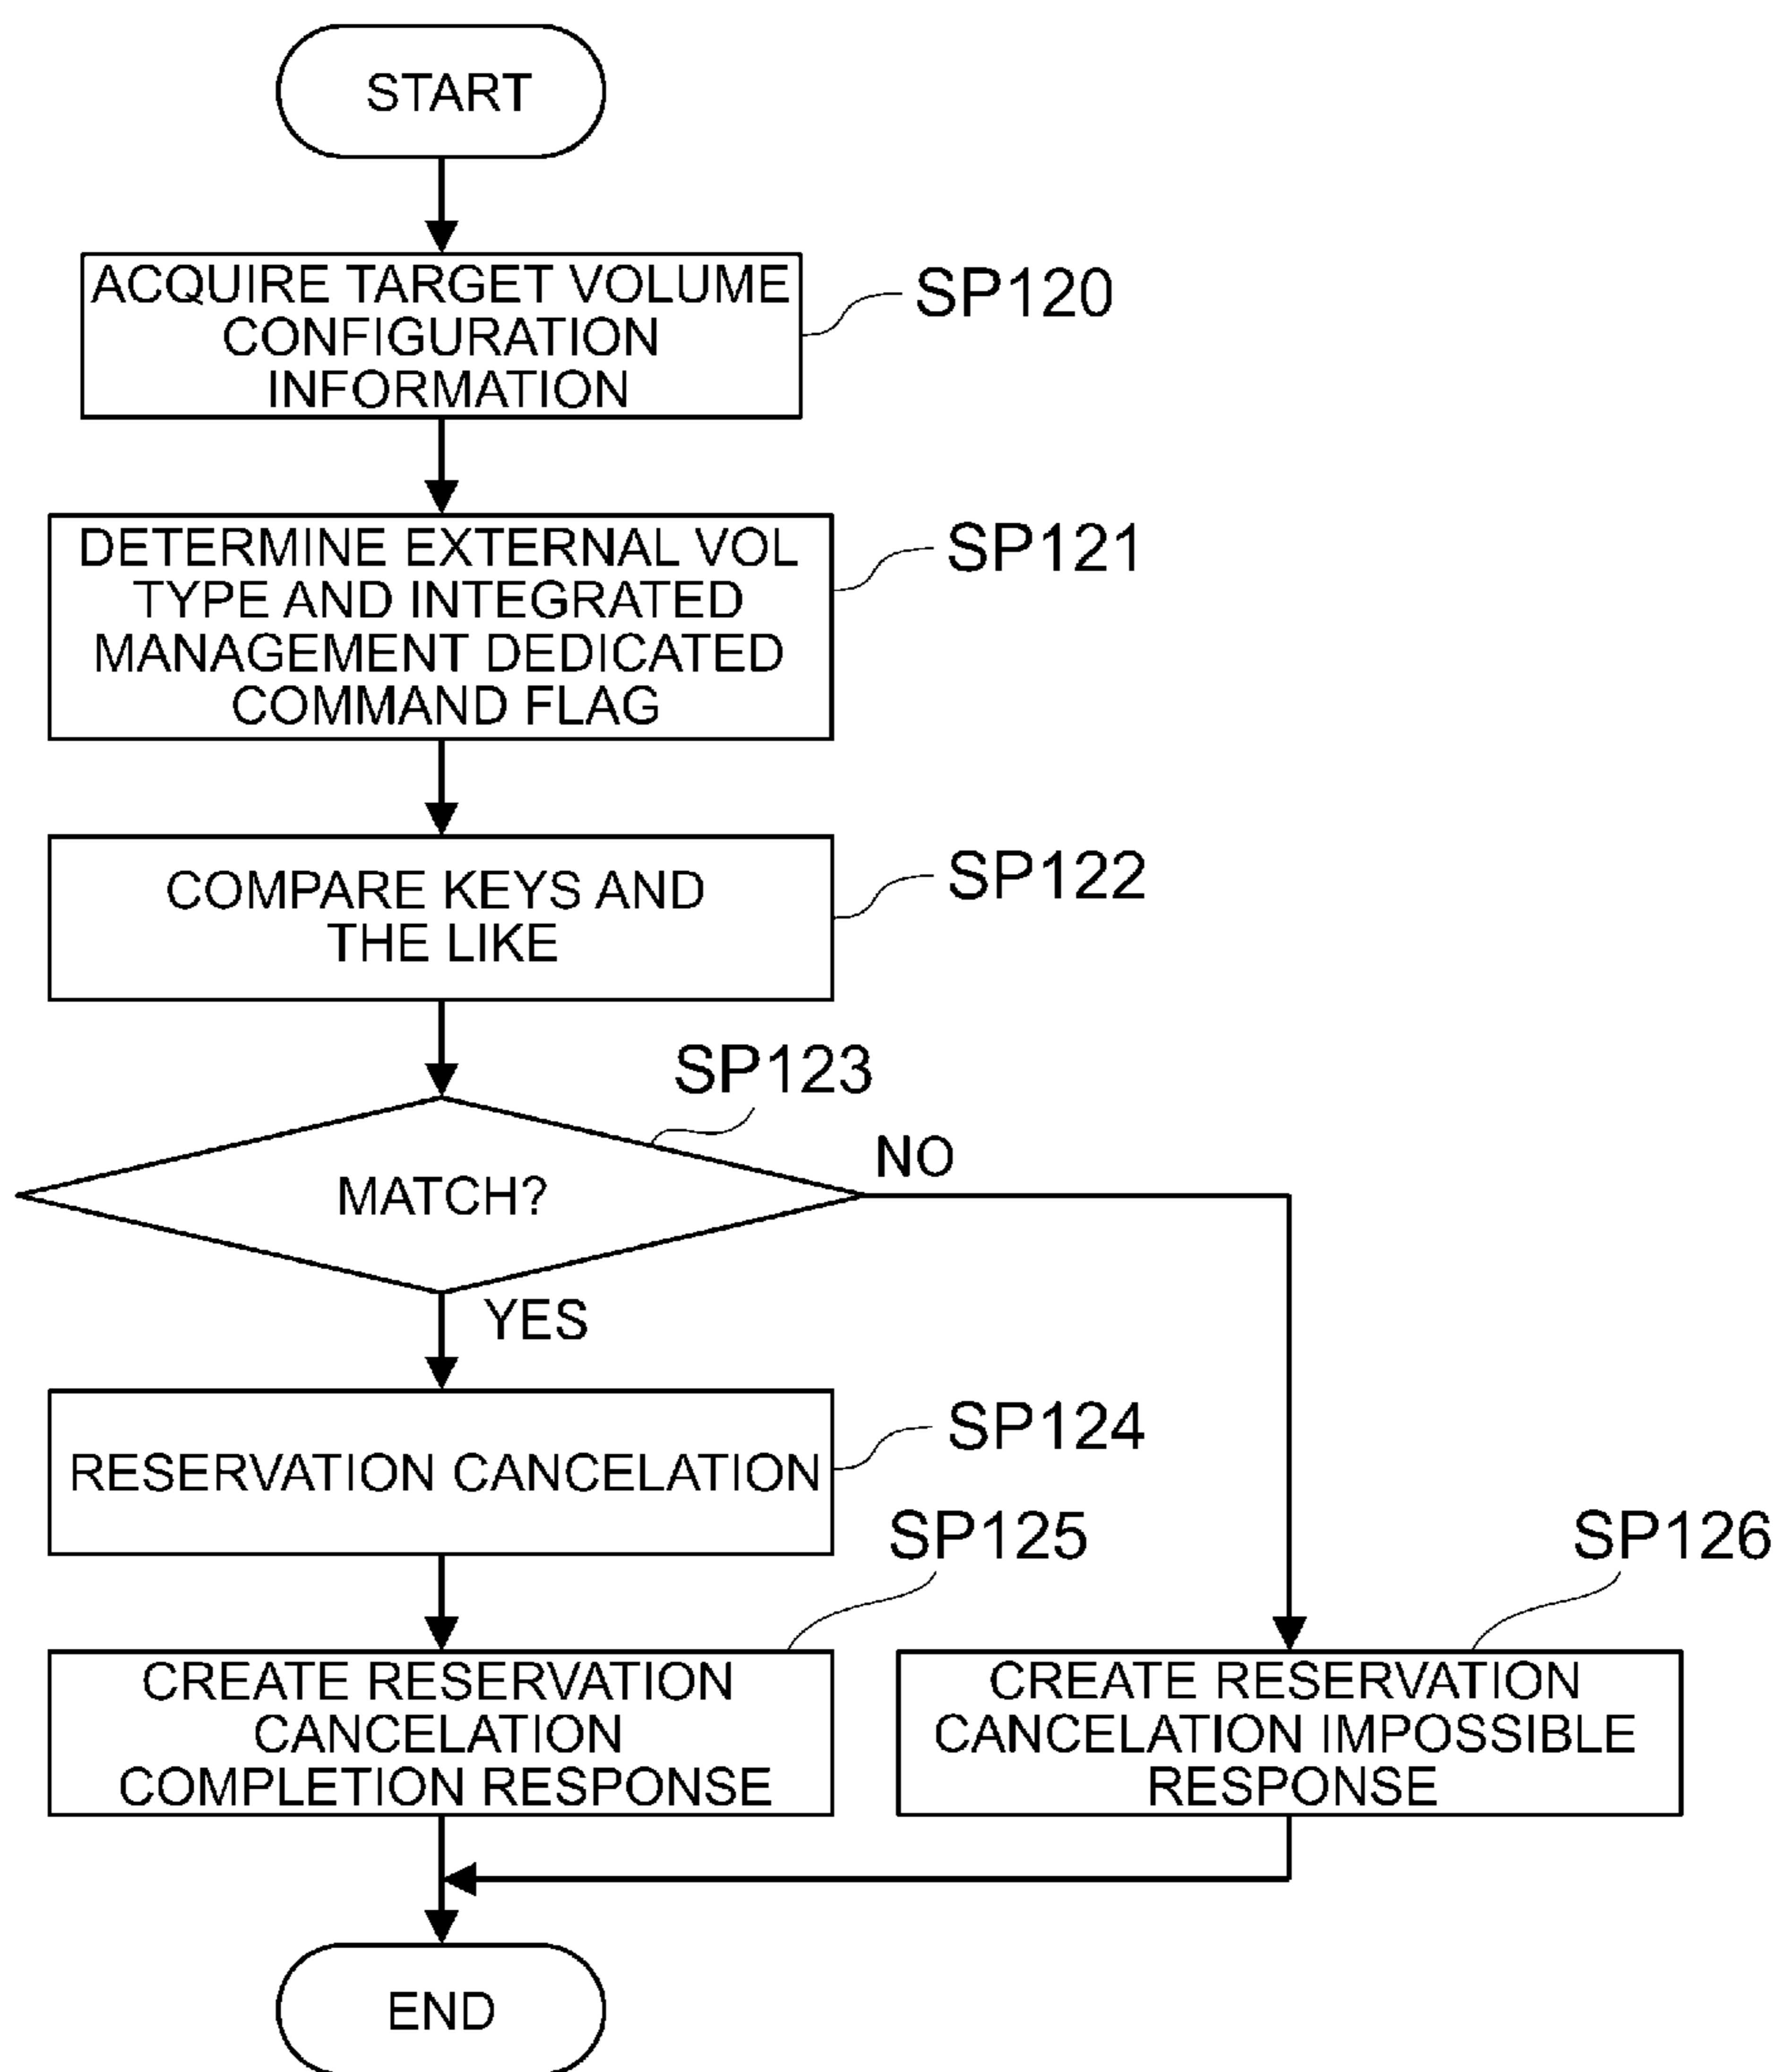 START
ACQUIRE TARGET VOLUME
CONFIGURATION
INFORMATION
SP120
DETERMINE EXTERNAL VOL
TYPE AND INTEGRATED
MANAGEMENT DEDICATED
COMMAND FLAG
SP121
COMPARE KEYS AND
THE LIKE
SP122
SP123
MATCH?
NO
YES
RESERVATION CANCELATION
SP124
SP125
CREATE RESERVATION
CANCELATION
COMPLETION RESPONSE
SP126
CREATE RESERVATION
CANCELATION IMPOSSIBLE
RESPONSE
END